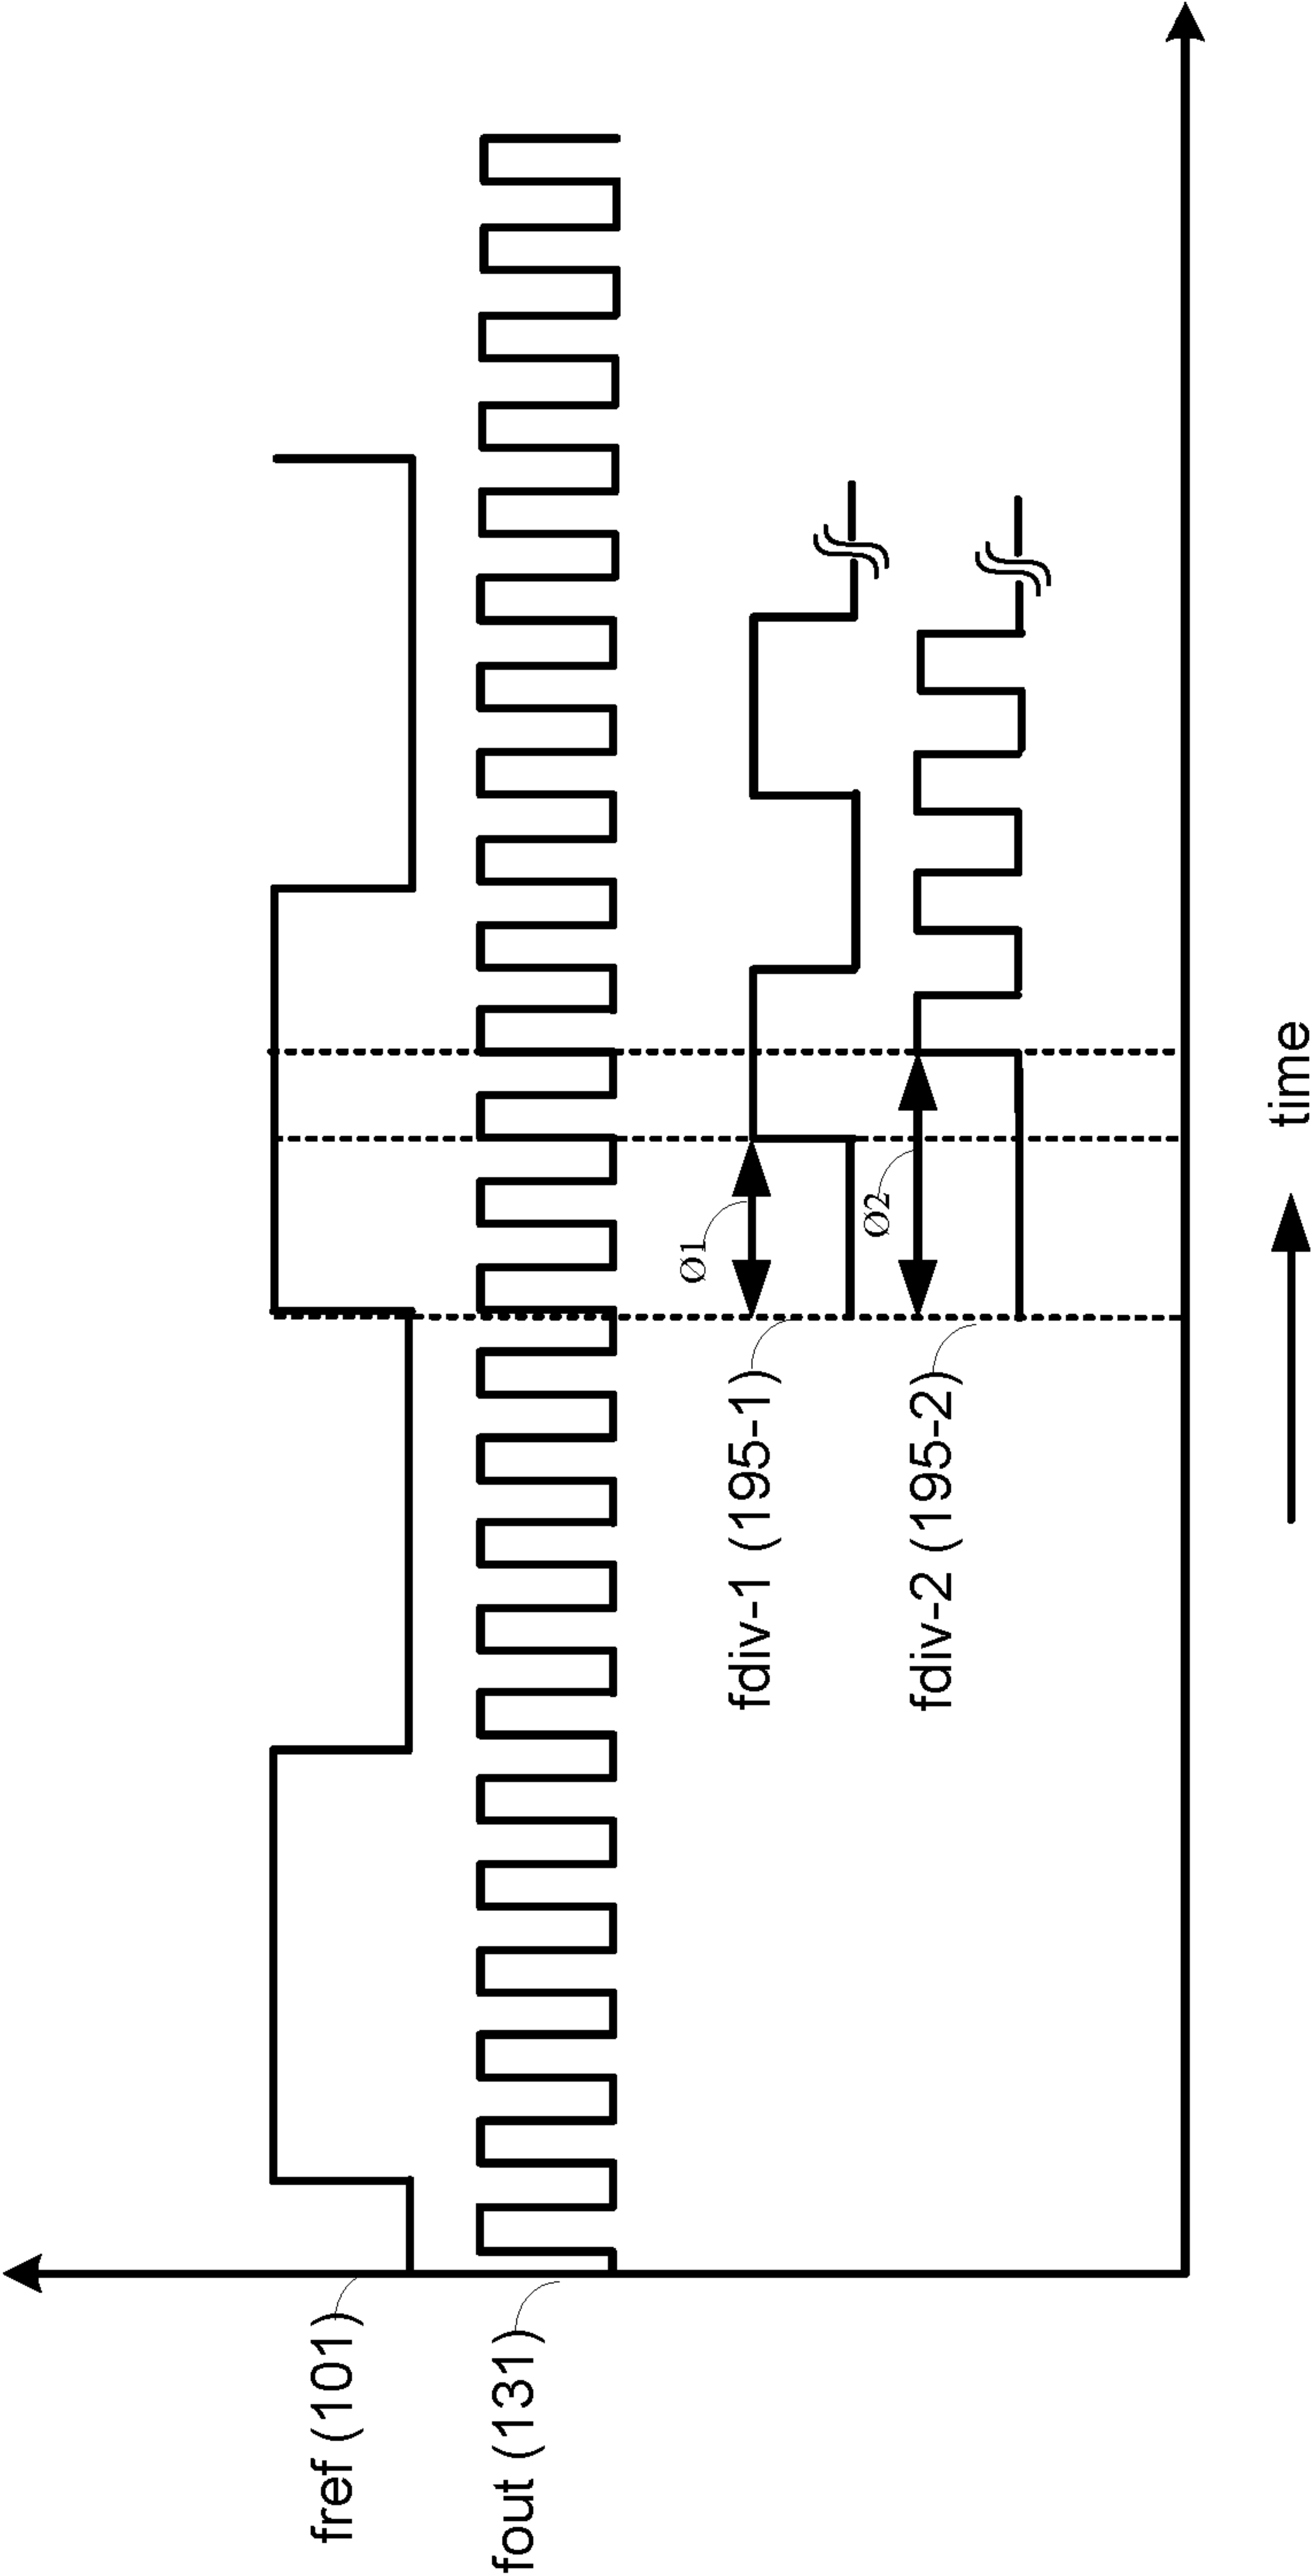 fref (101)
fout (131)
ø1
fdiv-1 (195-1)
ø2
fdiv-2 (195-2)
time